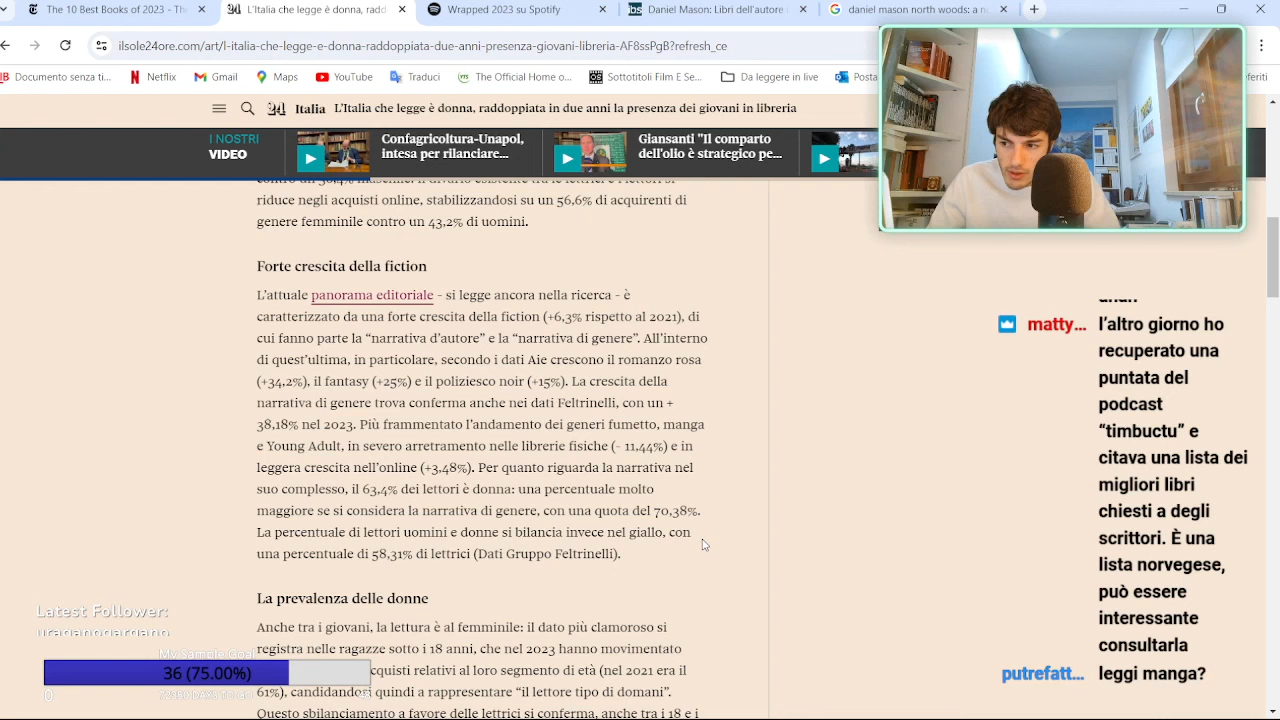 The 10 Best Books of 2023 - T
L'Italia che legge è donna, radd
Wrapped 2023 su Spotify
Daniel Mason: Libri dell'autore i
daniel mason north woods: a n
ilsole24ore.com/art/l-italia-che-legge-e-donna-raddoppiata-due-anni-presenza-giovani-libreria-AF8ssPgB?refresh_ce
Documento senza ti...
Netflix
Gmail
Maps
YouTube
Traduci
The Official Home o...
Sottotitoli Film E Se...
Da leggere in live
Italia L'Italia che legge è donna, raddoppiata in due anni la presenza dei giovani in libreria
I NOSTRI
VIDEO
Confagricoltura-Unapol,
intesa per rilanciare...
Giansanti "Il comparto
dell'olio è strategico pe...
riduce negli acquisti online, stabilizzandosi su un 56,6% di acquirenti di
genere femminile contro un 43,2% di uomini.
Forte crescita della fiction
L'attuale panorama editoriale - si legge ancora nella ricerca - è
caratterizzato da una forte crescita della fiction (+6,3% rispetto al 2021), di
cui fanno parte la "narrativa d'autore" e la "narrativa di genere". All'interno
di quest'ultima, in particolare, secondo i dati Aie crescono il romanzo rosa
(+34,2%), il fantasy (+25%) e il poliziesco noir (+15%). La crescita della
narrativa di genere trova conferma anche nei dati Feltrinelli, con un +
38,18% nel 2023. Più frammentato l'andamento dei generi fumetto, manga
e Young Adult, in severo arretramento nelle librerie fisiche (- 11,44%) e in
leggera crescita nell'online (+3,48%). Per quanto riguarda la narrativa nel
suo complesso, il 63,4% dei lettori è donna: una percentuale molto
maggiore se si considera la narrativa di genere, con una quota del 70,38%.
La percentuale di lettori uomini e donne si bilancia invece nel giallo, con
una percentuale di 58,31% di lettrici (Dati Gruppo Feltrinelli).
La prevalenza delle donne
Anche tra i giovani, la lettura è al femminile: il dato più clamoroso si
registra nelle ragazze sotto i 18 anni, che nel 2023 hanno movimentato
acquisti relativi al loro segmento di età (nel 2021 era il
61%), candidandosi quindi a rappresentare "il lettore tipo di domani".
Questo sbilanciamento a favore delle lettrici si conferma, anche tra i 18 e i
matty... l'altro giorno ho
recuperato una
puntata del
podcast
"timbuctu" e
citava una lista dei
migliori libri
chiesti a degli
scrittori. È una
lista norvegese,
può essere
interessante
consultarla
putrefatt... leggi manga?
Latest Follower:
My Sample Goal
36 (75.00%)
0